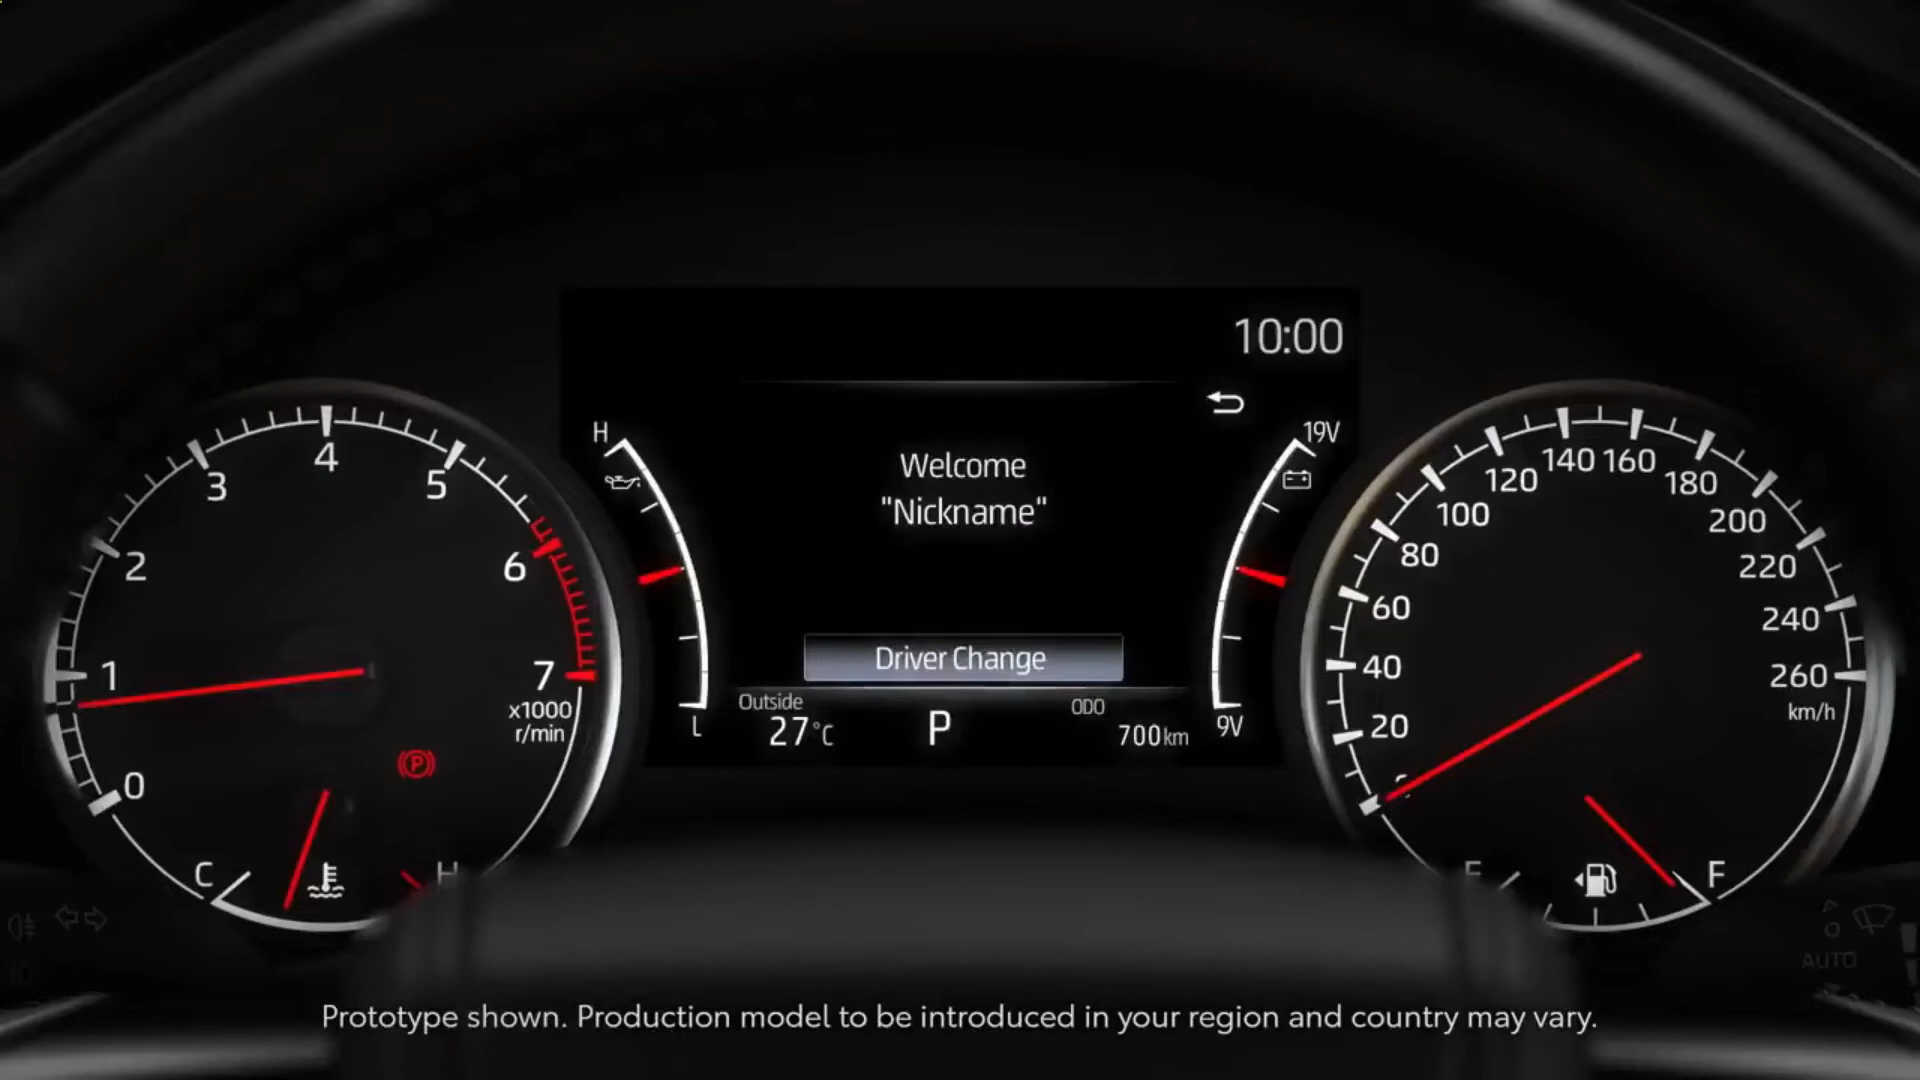 10:00
H
19V
Welcome
"Nickname"
Driver Change
Outside
27°C
P
ODO
700km
L
9V
0
1
2
3
4
5
6
7
x1000
r/min
P
C
H
20
40
60
80
100
120
140
160
180
200
220
240
260
km/h
F
AUTO
Prototype shown. Production model to be introduced in your region and country may vary.